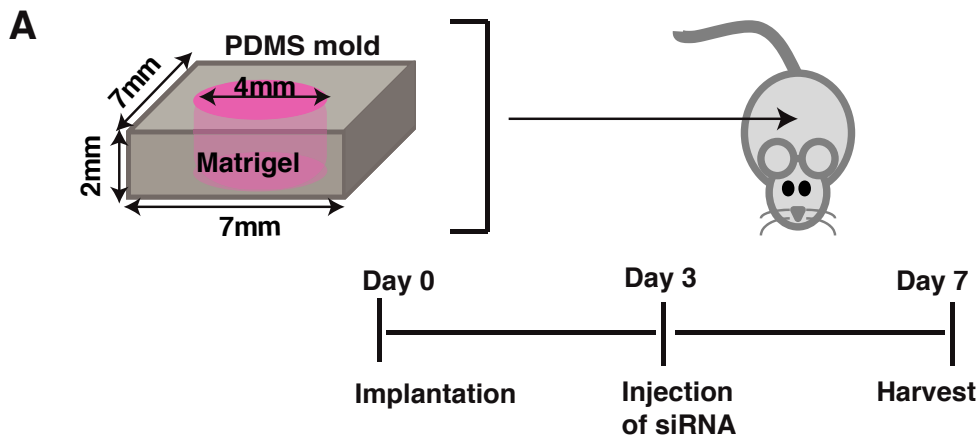 A
PDMS mold
7mm
4mm
2mm
Matrigel
7mm
Day 0
Day 3
Day 7
Implantation
Injection
of siRNA
Harvest